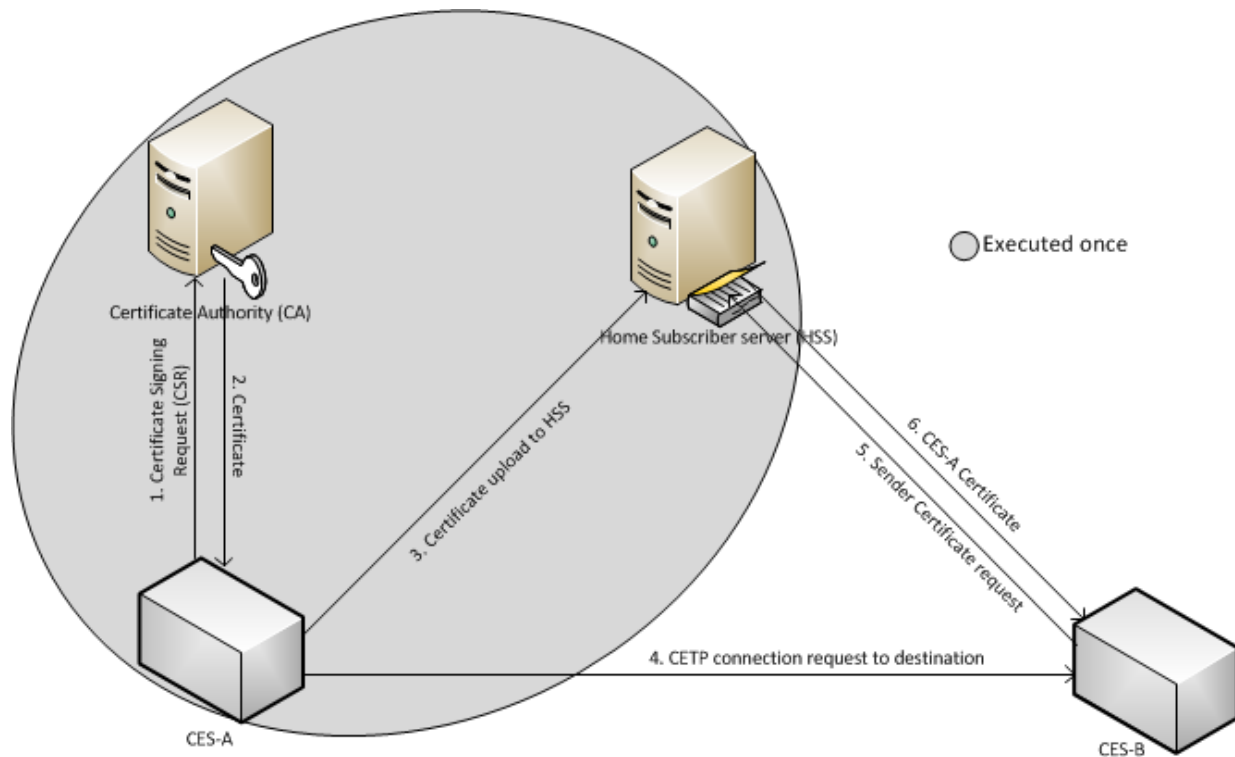 Executed once
Certificate Authority (CA)
Home Subscriber server (HSS)
1. Certificate Signing
Request (CSR)
2. Certificate
3. Certificate upload to HSS
6. CES-A Certificate
5. Sender Certificate request
4. CETP connection request to destination
CES-A
CES-B